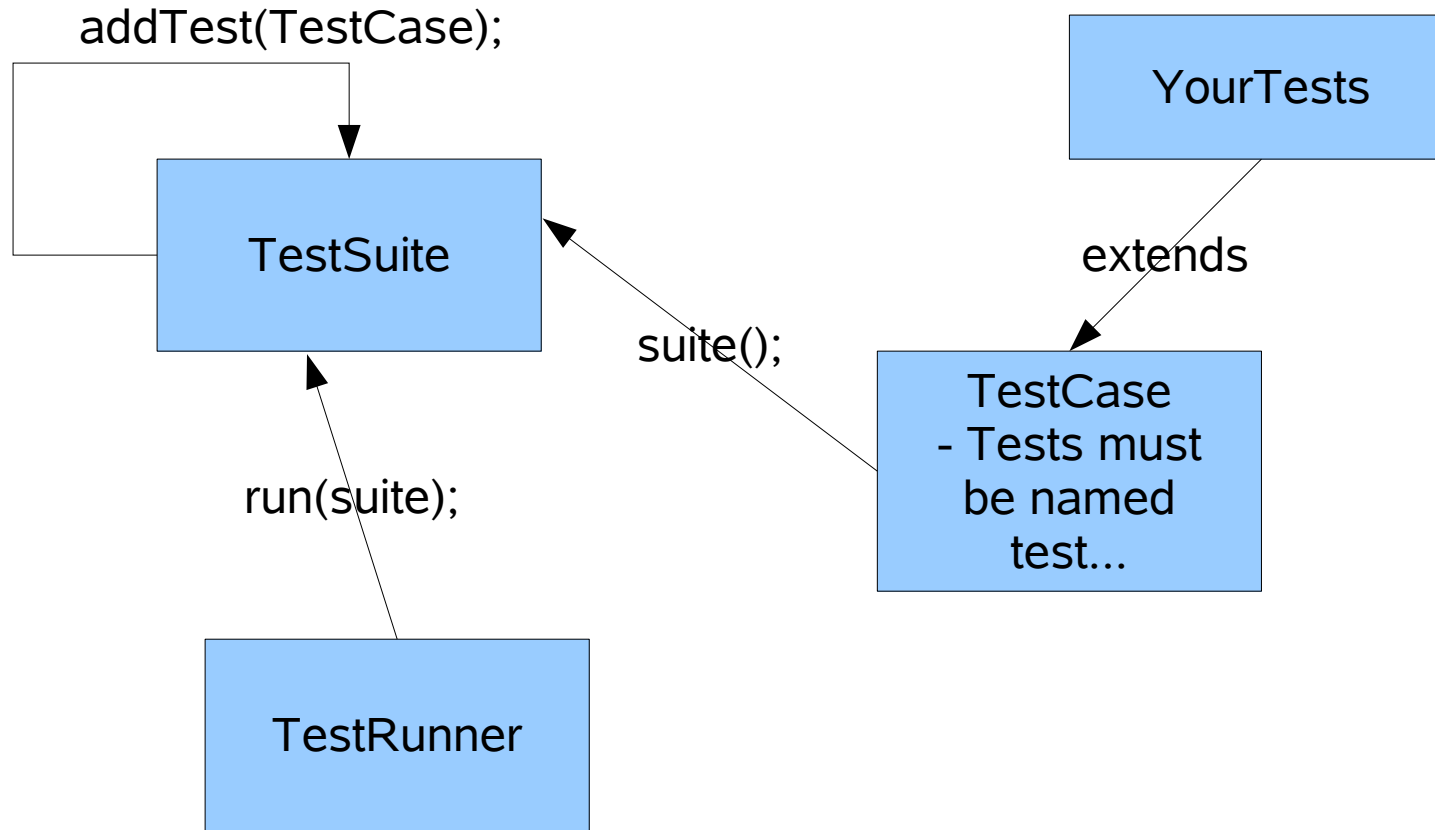 addTest(TestCase);
YourTests
TestSuite
extends
suite();
TestCase
- Tests must
be named
test...
run(suite);
TestRunner